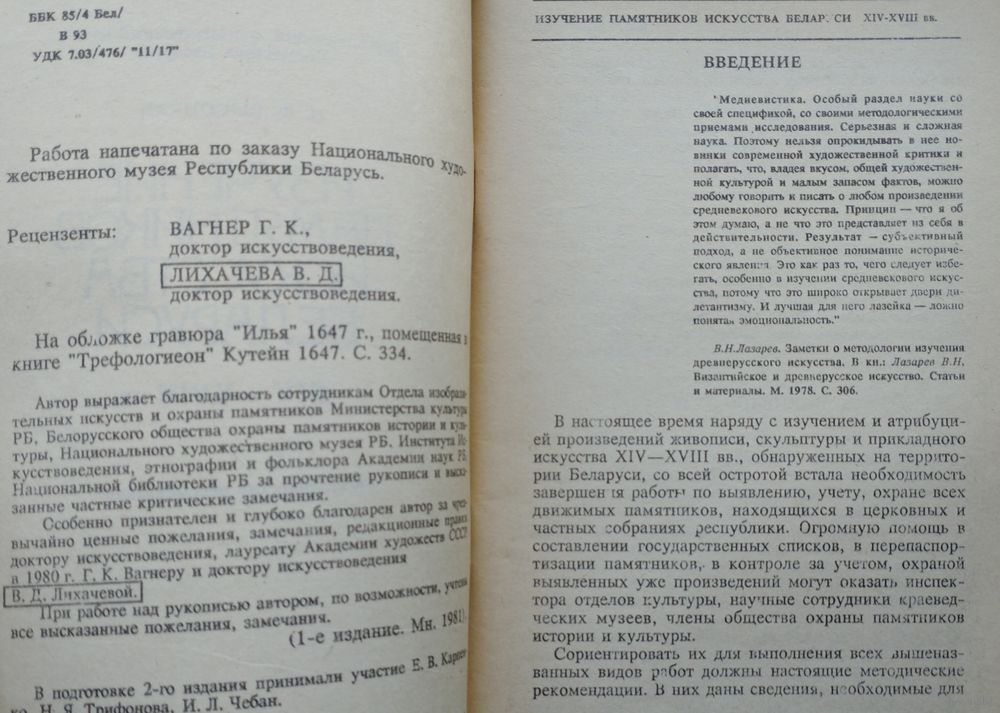 ББК 85/4 Бел/
В 93
УДК 7.03/476/ "11/17"
Работа напечатана по заказу Национального худо-
жественного музея Республики Беларусь.
Рецензенты: ВАГНЕР Г. К.,
доктор искусствоведения,
ЛИХАЧЕВА В. Д.
доктор искусствоведения.
На обложке гравюра "Илья" 1647 г., помещенная в
книге "Трефологиеон" Кутейн 1647. С. 334.
Автор выражает благодарность сотрудникам Отдела изобрази-
тельных искусств и охраны памятников Министерства культуры
РБ, Белорусского общества охраны памятников истории и куль-
туры, Национального художественного музея РБ, Института Ис-
кусствоведения, этнографии и фольклора Академии наук РБ,
Национальной библиотеки РБ за прочтение рукописи и выска-
занные частные критические замечания.
Особенно признателен и глубоко благодарен автор за чрез-
вычайно ценные пожелания, замечания, редакционные правки
доктору искусствоведения, лауреату Академии художеств СССР
в 1980 г. Г. К. Вагнеру и доктору искусствоведения
В. Д. Лихачевой.
При работе над рукописью автором, по возможности, учтены
все высказанные пожелания, замечания.
(1-е издание. Мн. 1981).
В подготовке 2-го издания принимали участие Е. В. Карпен-
ко, Н. Я. Трифонова, И. Л. Чебан.
ИЗУЧЕНИЕ ПАМЯТНИКОВ ИСКУССТВА БЕЛАРУСИ XIV-XVIII вв.
ВВЕДЕНИЕ
"Медиевистика. Особый раздел науки со
своей спецификой, со своими методологическими
приемами исследования. Серьезная и сложная
наука. Поэтому нельзя опрокидывать в нее но-
винки современной художественной критики и
полагать, что, владея вкусом, общей художествен-
ной культурой и малым запасом фактов, можно
любому говорить и писать о любом произведении
средневекового искусства. Принцип — что я об
этом думаю, а не что это представляет из себя в
действительности. Результат — субъективный
подход, а не объективное понимание историче-
ского явления. Это как раз то, чего следует избе-
гать, особенно в изучении средневекового искус-
ства, потому что это широко открывает двери ди-
летантизму. И лучшая для него лазейка — ложно
понятая эмоциональность."
В.Н.Лазарев. Заметки о методологии изучения
древнерусского искусства. В кн.: Лазарев В.Н.
Византийское и древнерусское искусство. Статьи
и материалы. М. 1978. С. 306.
В настоящее время наряду с изучением и атрибуци-
ей произведений живописи, скульптуры и прикладного
искусства XIV—XVIII вв., обнаруженных на террито-
рии Беларуси, со всей остротой встала необходимость
завершения работы по выявлению, учету, охране всех
движимых памятников, находящихся в церковных и
частных собраниях республики. Огромную помощь в
составлении государственных списков, в перепаспор-
тизации памятников, в контроле за учетом, охраной
выявленных уже произведений могут оказать инспек-
тора отделов культуры, научные сотрудники краевед-
ческих музеев, члены общества охраны памятников
истории и культуры.
Сориентировать их для выполнения всех вышеназ-
ванных видов работ должны настоящие методические
рекомендации. В них даны сведения, необходимые для